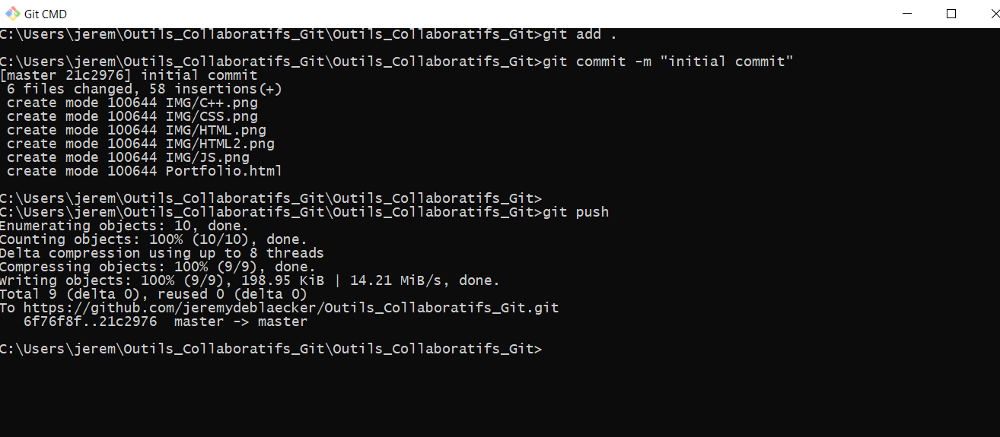 Git CMD
C:\Users\jerem\Outils_Collaboratifs_Git\Outils_Collaboratifs_Git>git add .
C:\Users\jerem\Outils_Collaboratifs_Git\Outils_Collaboratifs_Git>git commit -m "initial commit"
[master 21c2976] initial commit
 6 files changed, 58 insertions(+)
 create mode 100644 IMG/C++.png
 create mode 100644 IMG/CSS.png
 create mode 100644 IMG/HTML.png
 create mode 100644 IMG/HTML2.png
 create mode 100644 IMG/JS.png
 create mode 100644 Portfolio.html
C:\Users\jerem\Outils_Collaboratifs_Git\Outils_Collaboratifs_Git>
C:\Users\jerem\Outils_Collaboratifs_Git\Outils_Collaboratifs_Git>git push
Enumerating objects: 10, done.
Counting objects: 100% (10/10), done.
Delta compression using up to 8 threads
Compressing objects: 100% (9/9), done.
Writing objects: 100% (9/9), 198.95 KiB | 14.21 MiB/s, done.
Total 9 (delta 0), reused 0 (delta 0)
To https://github.com/jeremydeblaecker/Outils_Collaboratifs_Git.git
   6f76f8f..21c2976  master -> master
C:\Users\jerem\Outils_Collaboratifs_Git\Outils_Collaboratifs_Git>